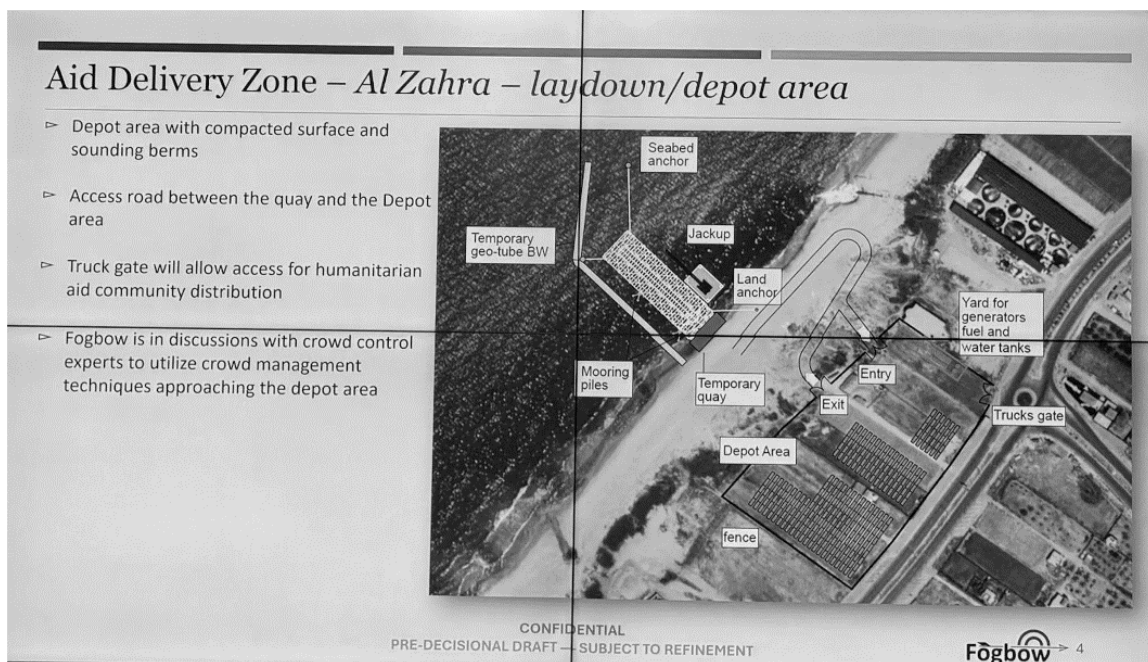 Aid Delivery Zone – Al Zahra – laydown/depot area
▻ Depot area with compacted surface and
sounding berms
▻ Access road between the quay and the Depot
area
▻ Truck gate will allow access for humanitarian
aid community distribution
▻ Fogbow is in discussions with crowd control
experts to utilize crowd management
techniques approaching the depot area
Seabed
anchor
Temporary
geo-tube BW
Jackup
Land
anchor
Yard for
generators
fuel and
water tanks
Mooring
piles
Temporary
quay
Entry
Exit
Trucks gate
Depot Area
fence
CONFIDENTIAL
PRE-DECISIONAL DRAFT — SUBJECT TO REFINEMENT
Fogbow
4